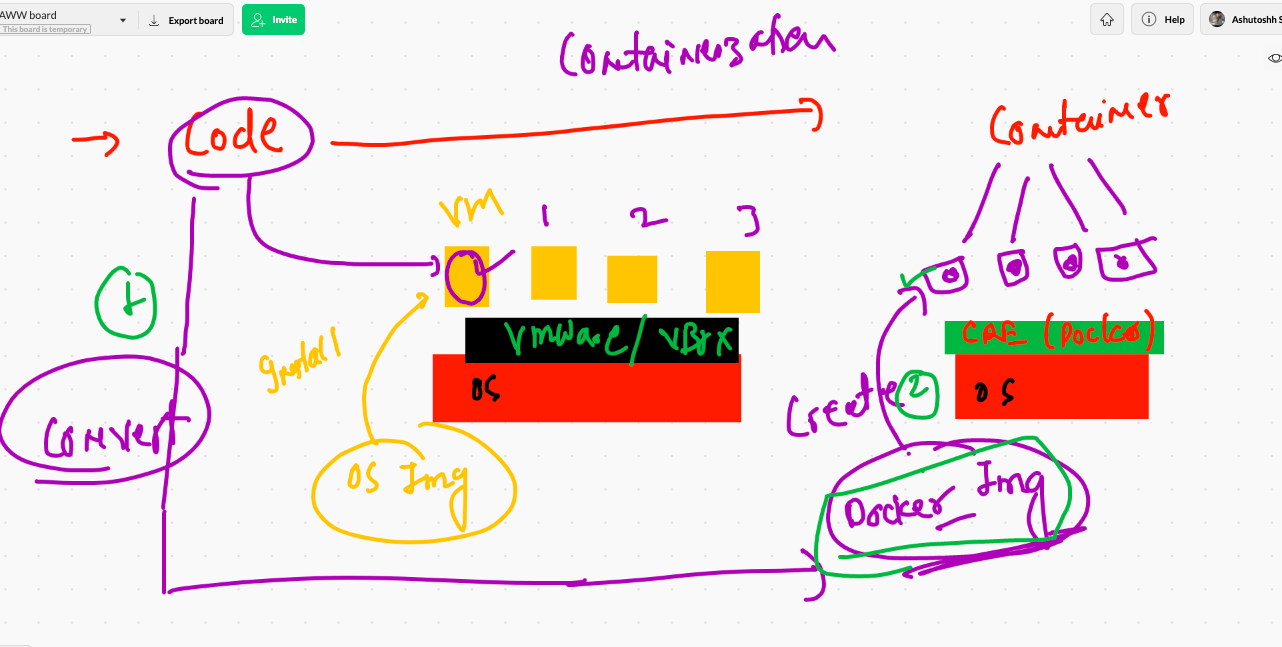 AWW board
This board is temporary
Export board
Invite
Help
Ashutoshh S
Containerization
Code
Container
VM
1
2
3
VMWare / VBox
OS
Install
OS Img
1
Convert
CRE (Docker)
OS
Create
2
Docker Img